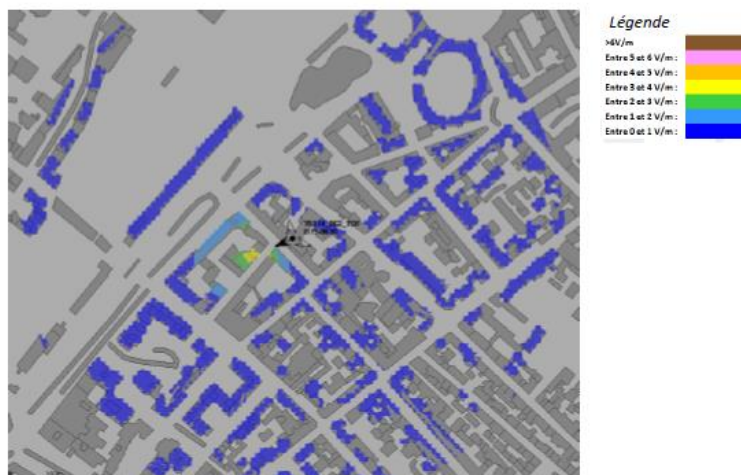 Légende
>6V/m
Entre 5 et 6 V/m :
Entre 4 et 5 V/m :
Entre 3 et 4 V/m :
Entre 2 et 3 V/m :
Entre 1 et 2 V/m :
Entre 0 et 1 V/m :